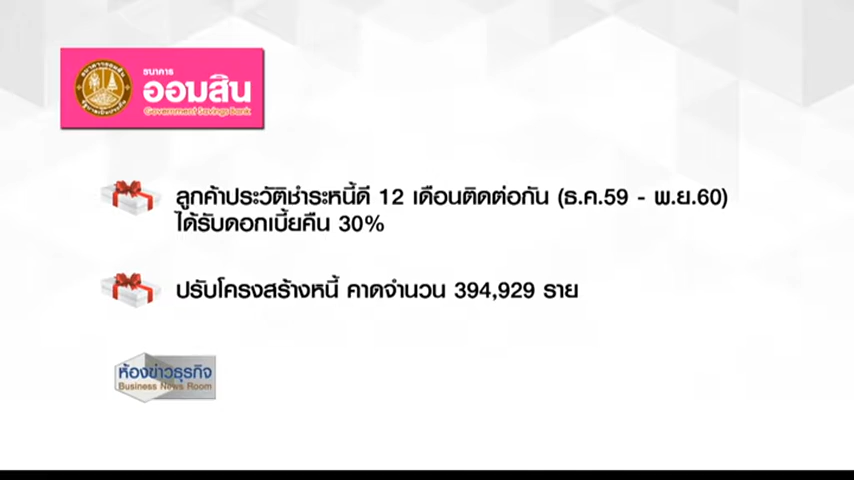 ธนาคาร
ออมสิน
Government Savings Bank
ลูกค้าประวัติชำระหนี้ดี 12 เดือนติดต่อกัน (ธ.ค.59 - พ.ย.60)
ได้รับดอกเบี้ยคืน 30%
ปรับโครงสร้างหนี้ คาดจำนวน 394,929 ราย
ห้องข่าวธุรกิจ
Business News Room